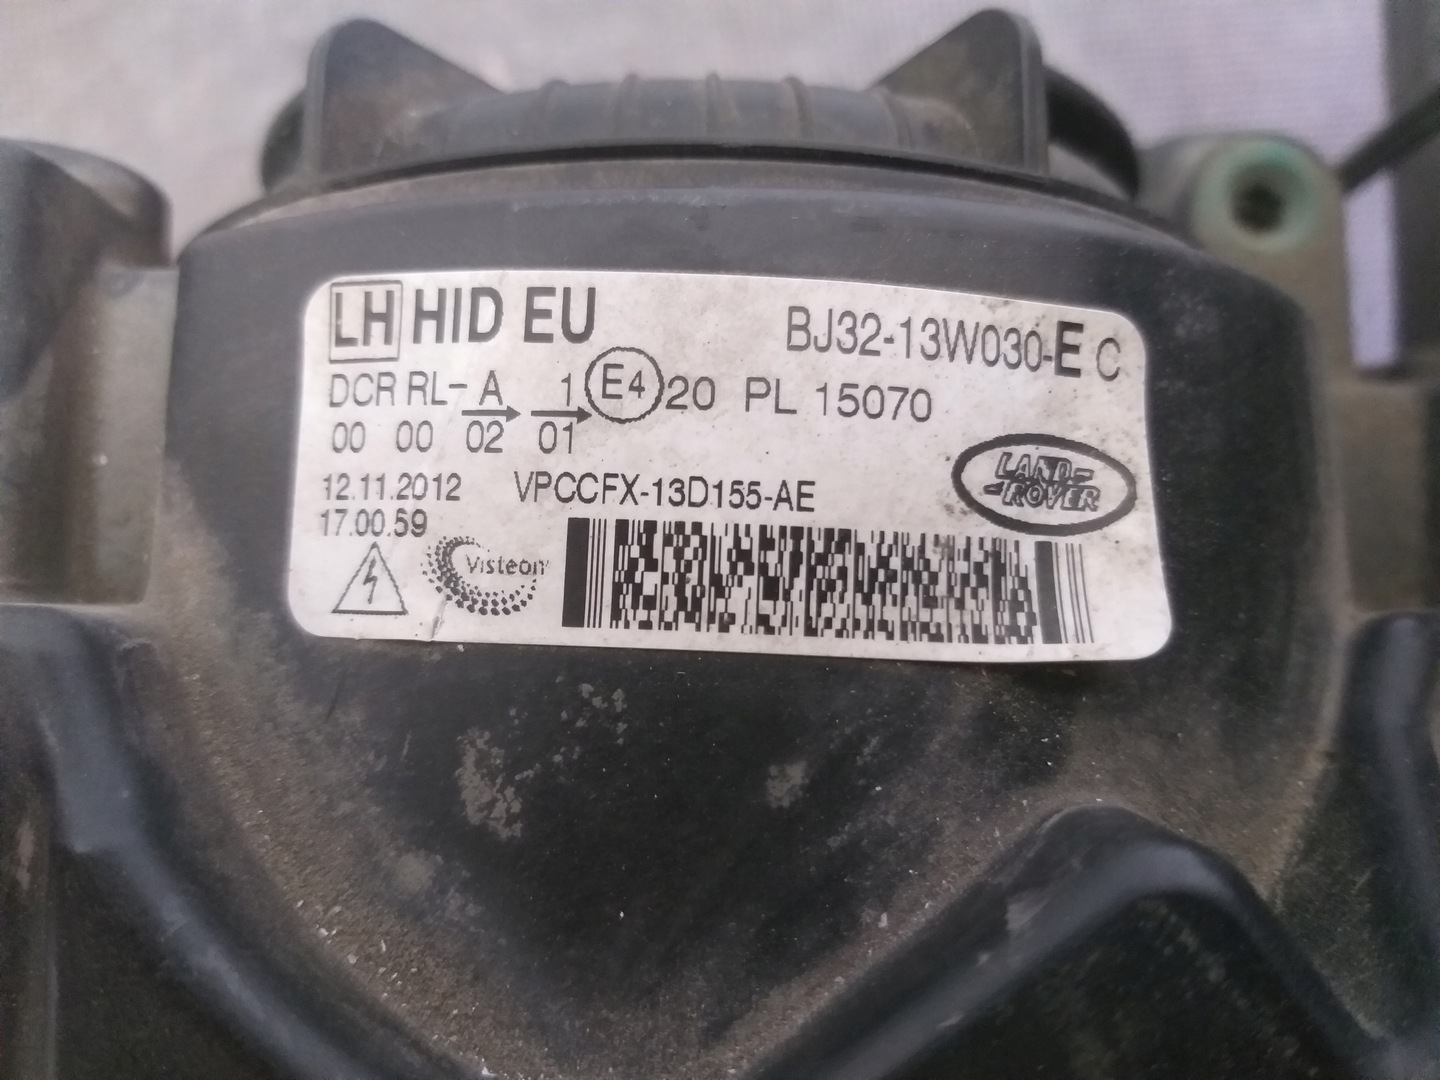 LH HID EU BJ32-13W030-E C
DCR RL-A 1 E4 20 PL 15070
00 00 02 01
12.11.2012 VPCCFX-13D155-AE
17.00.59
LAND-
-ROVER
Visteon